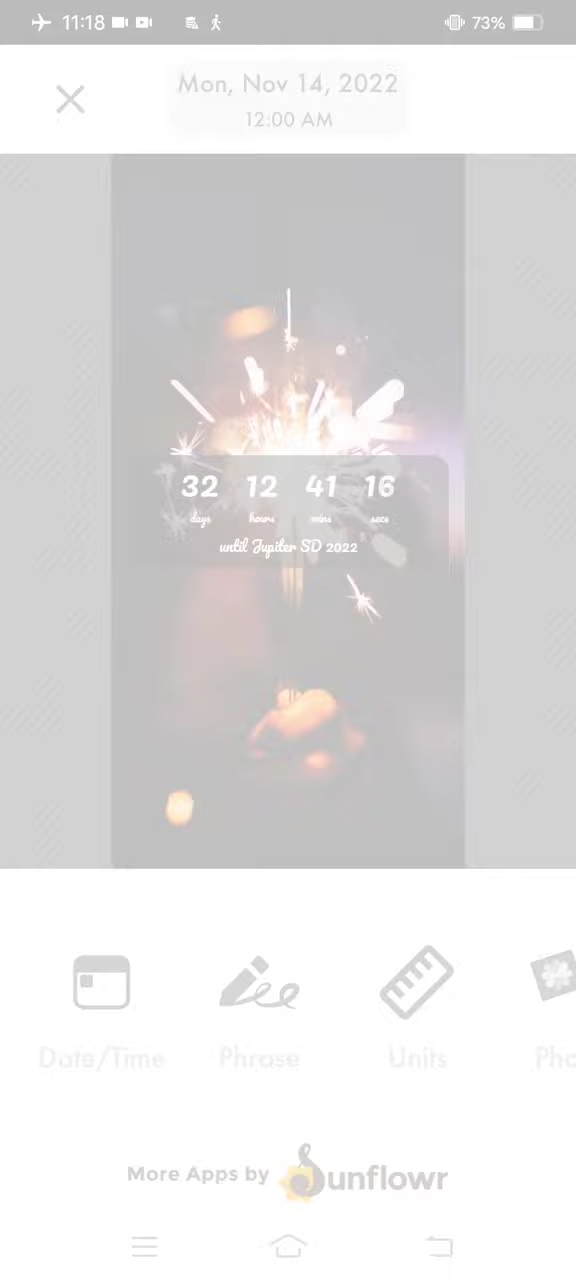 11:18
73%
Mon, Nov 14, 2022
12:00 AM
32 12 41 16
days hours mins secs
until Jupiter SD 2022
Date/Time Phrase Units Pho
More Apps by Sunflowr